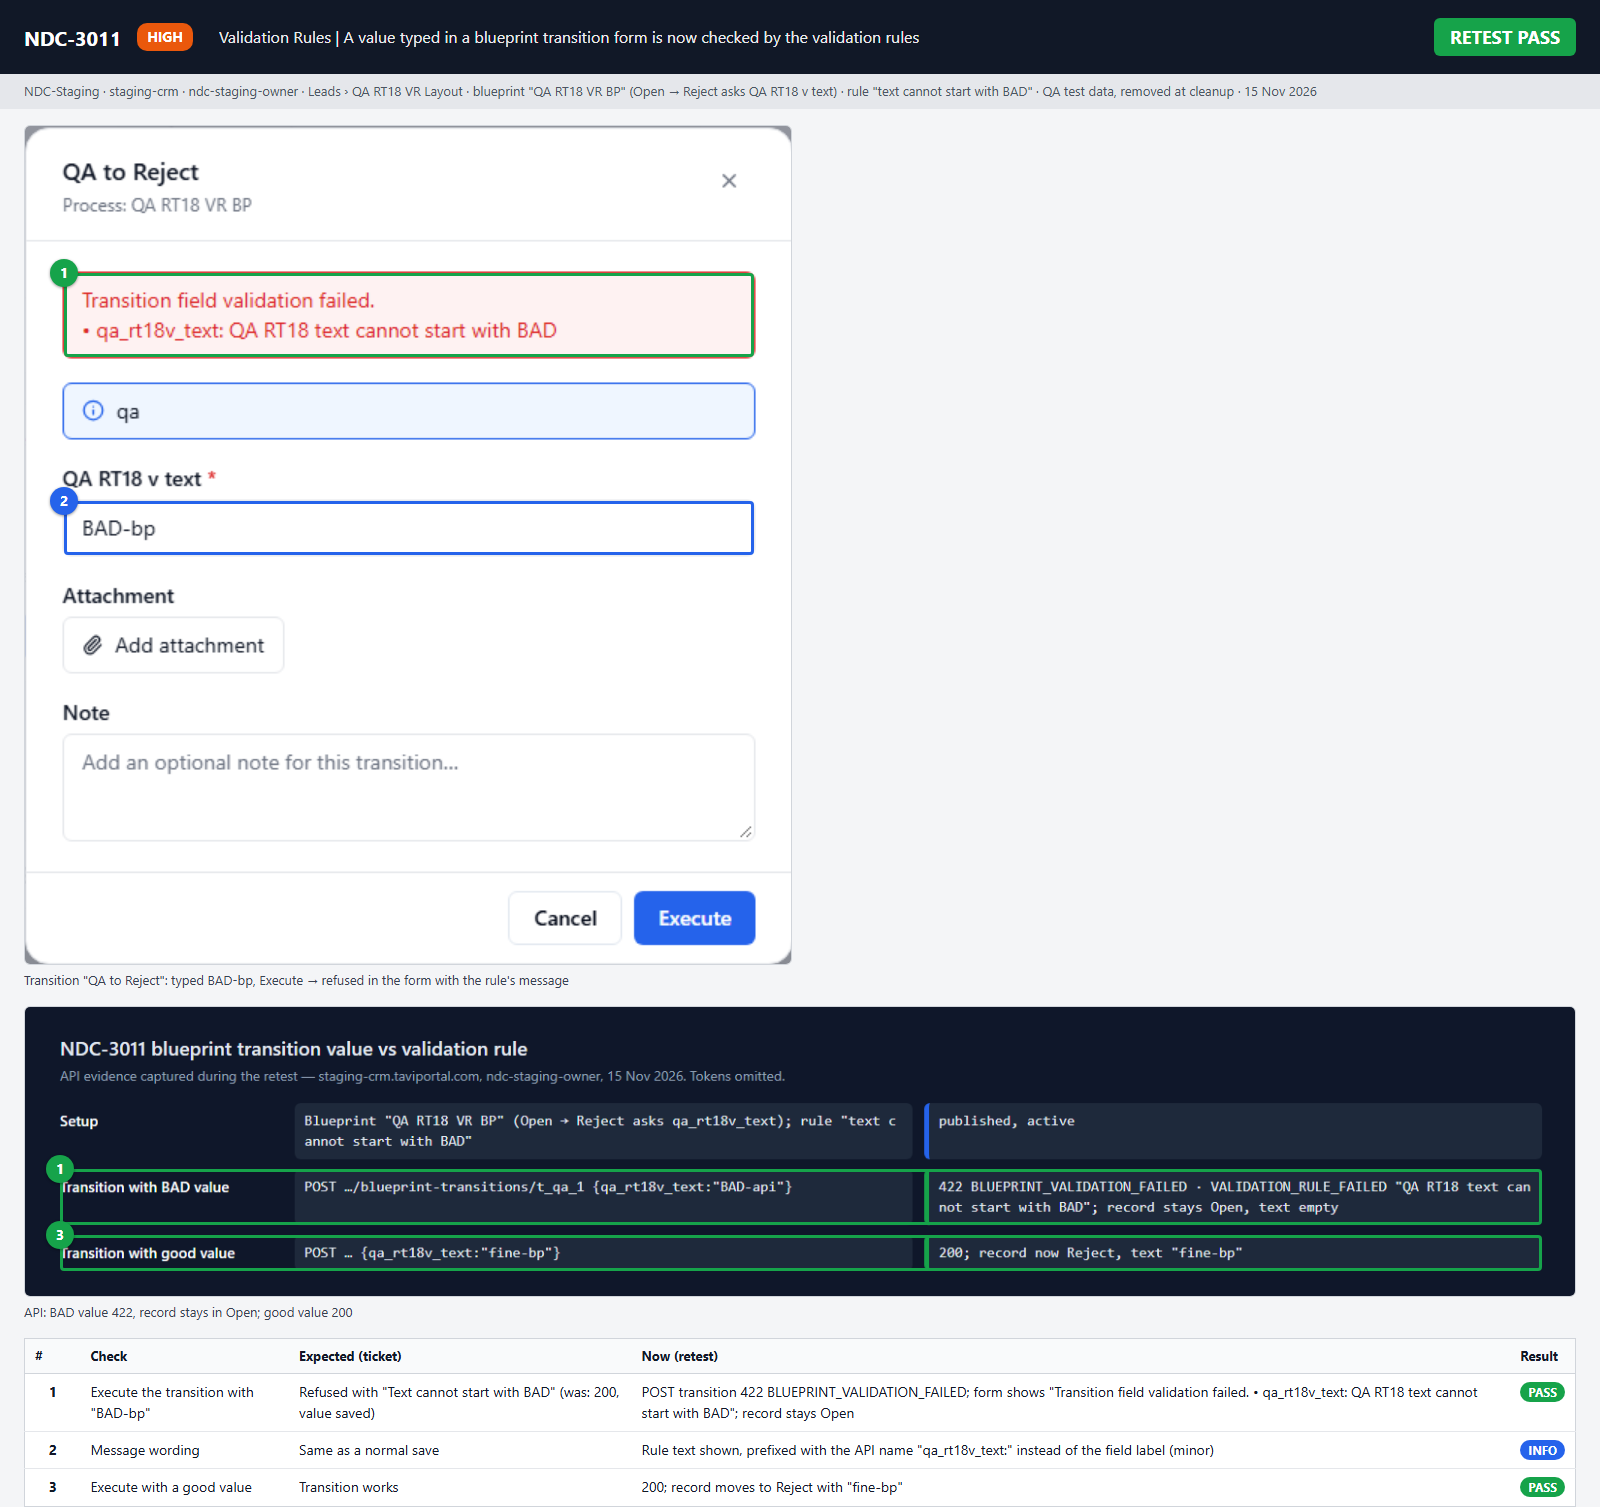 NDC-3011 HIGH Validation Rules | A value typed in a blueprint transition form is now checked by the validation rules RETEST PASS
NDC-Staging · staging-crm · ndc-staging-owner · Leads › QA RT18 VR Layout · blueprint "QA RT18 VR BP" (Open → Reject asks QA RT18 v text) · rule "text cannot start with BAD" · QA test data, removed at cleanup · 15 Nov 2026
QA to Reject
Process: QA RT18 VR BP
1
Transition field validation failed.
• qa_rt18v_text: QA RT18 text cannot start with BAD
qa
QA RT18 v text *
2
BAD-bp
Attachment
Add attachment
Note
Add an optional note for this transition...
Cancel Execute
Transition "QA to Reject": typed BAD-bp, Execute → refused in the form with the rule's message
NDC-3011 blueprint transition value vs validation rule
API evidence captured during the retest — staging-crm.taviportal.com, ndc-staging-owner, 15 Nov 2026. Tokens omitted.
Setup Blueprint "QA RT18 VR BP" (Open → Reject asks qa_rt18v_text); rule "text c published, active
annot start with BAD"
1
Transition with BAD value POST …/blueprint-transitions/t_qa_1 {qa_rt18v_text:"BAD-api"} 422 BLUEPRINT_VALIDATION_FAILED · VALIDATION_RULE_FAILED "QA RT18 text can
not start with BAD"; record stays Open, text empty
3
Transition with good value POST … {qa_rt18v_text:"fine-bp"} 200; record now Reject, text "fine-bp"
API: BAD value 422, record stays in Open; good value 200
# Check Expected (ticket) Now (retest) Result
1 Execute the transition with Refused with "Text cannot start with BAD" (was: 200, POST transition 422 BLUEPRINT_VALIDATION_FAILED; form shows "Transition field validation failed. • qa_rt18v_text: QA RT18 text cannot PASS
"BAD-bp" value saved) start with BAD"; record stays Open
2 Message wording Same as a normal save Rule text shown, prefixed with the API name "qa_rt18v_text:" instead of the field label (minor) INFO
3 Execute with a good value Transition works 200; record moves to Reject with "fine-bp" PASS